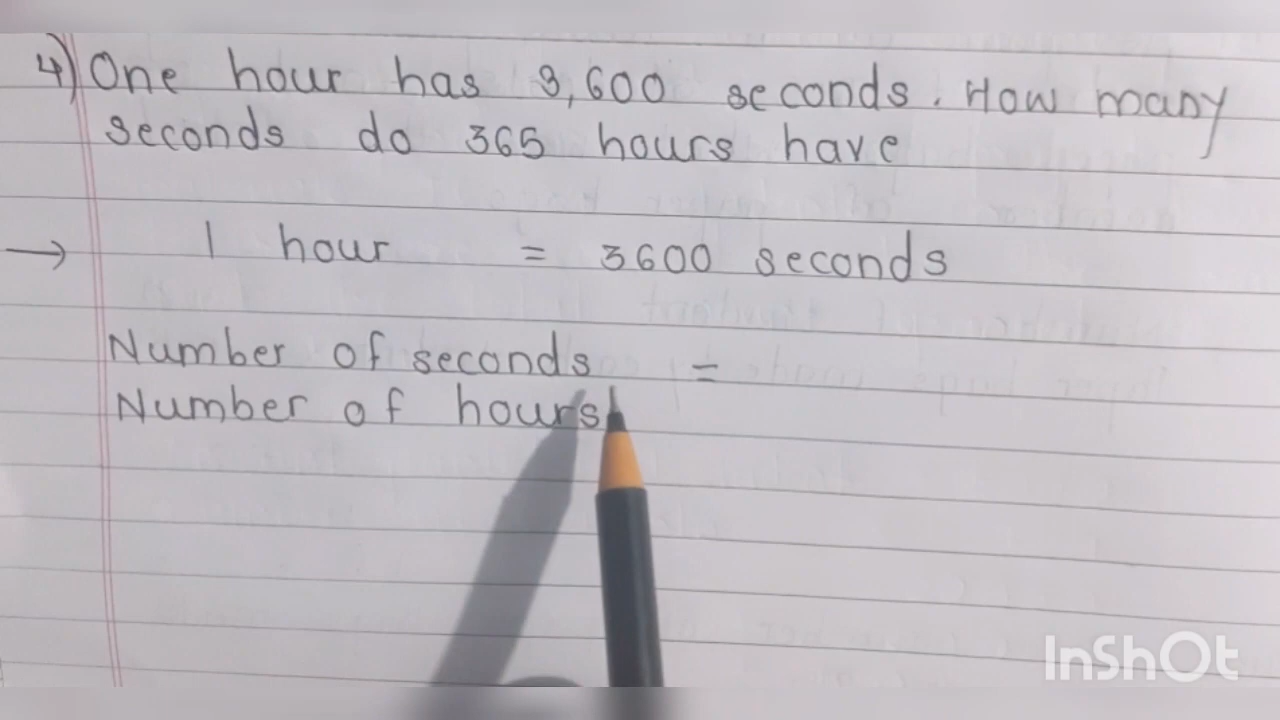 4) One hour has 3,600 seconds. How many
seconds do 365 hours have
→ 1 hour = 3600 seconds
Number of seconds =
Number of hours
InShOt